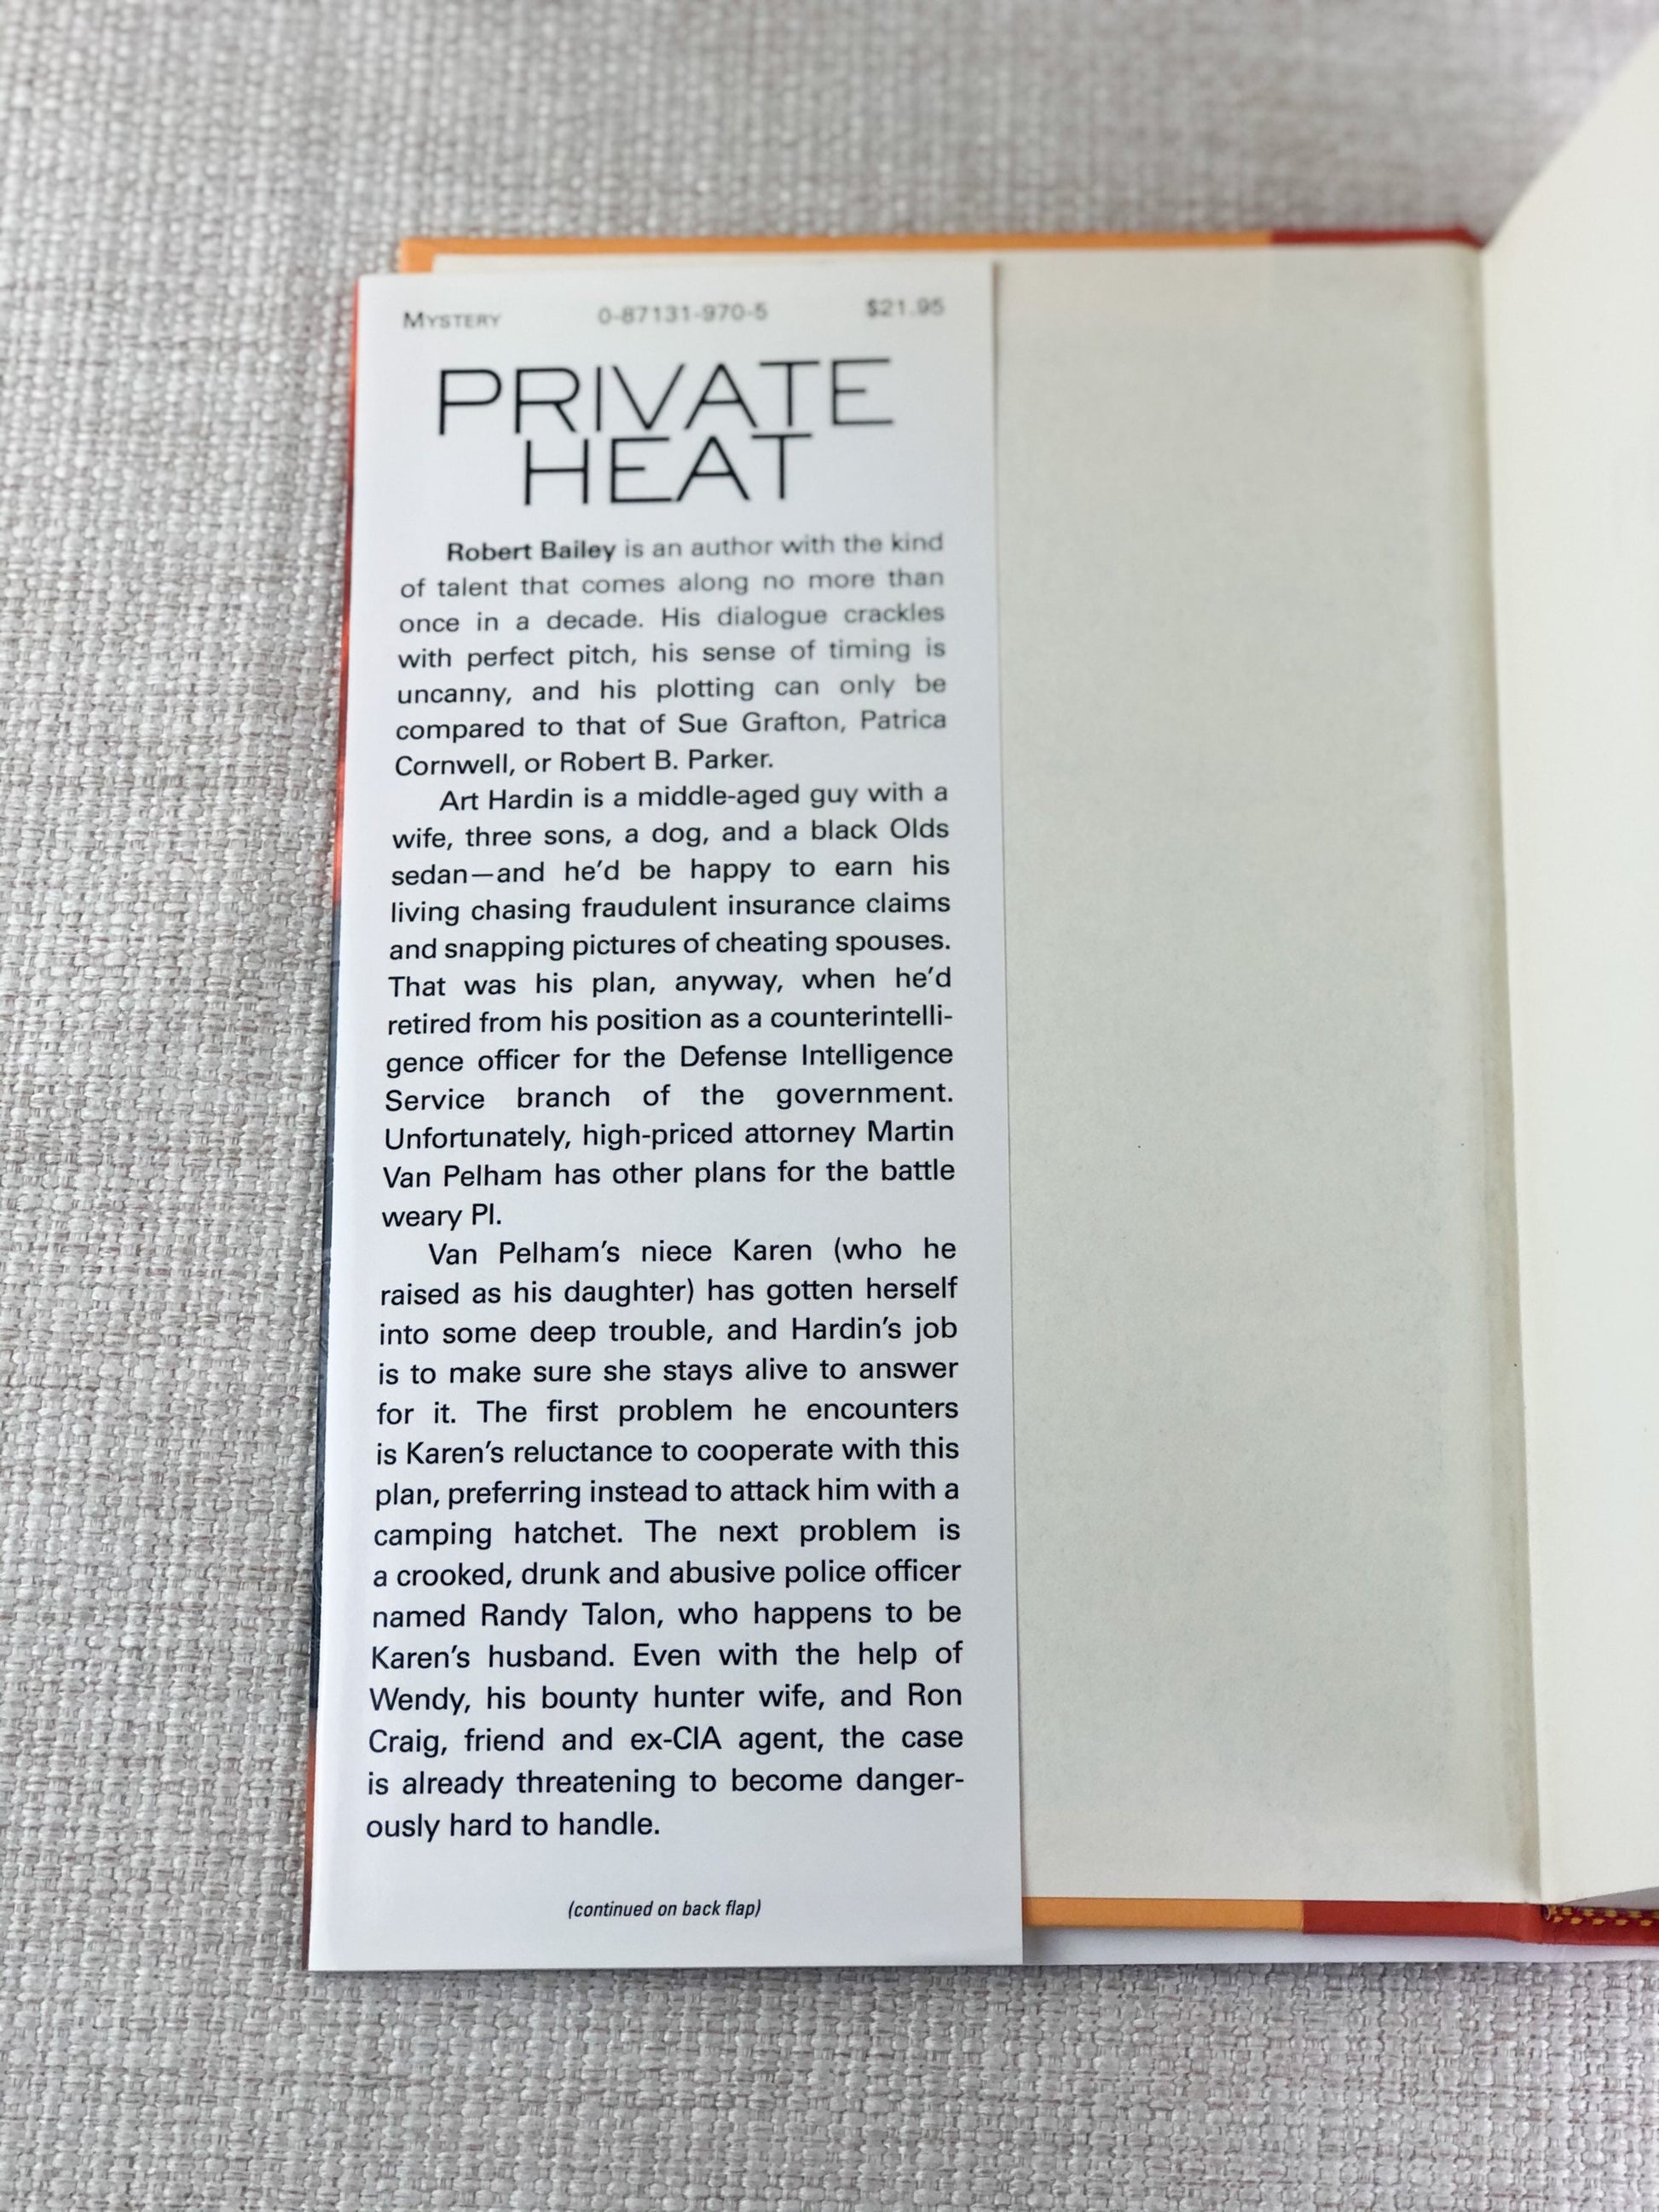 MYSTERY 0-87131-970-5 $21.95
PRIVATE
HEAT
Robert Bailey is an author with the kind
of talent that comes along no more than
once in a decade. His dialogue crackles
with perfect pitch, his sense of timing is
uncanny, and his plotting can only be
compared to that of Sue Grafton, Patrica
Cornwell, or Robert B. Parker.
Art Hardin is a middle-aged guy with a
wife, three sons, a dog, and a black Olds
sedan—and he’d be happy to earn his
living chasing fraudulent insurance claims
and snapping pictures of cheating spouses.
That was his plan, anyway, when he’d
retired from his position as a counterintelli-
gence officer for the Defense Intelligence
Service branch of the government.
Unfortunately, high-priced attorney Martin
Van Pelham has other plans for the battle
weary PI.
Van Pelham’s niece Karen (who he
raised as his daughter) has gotten herself
into some deep trouble, and Hardin’s job
is to make sure she stays alive to answer
for it. The first problem he encounters
is Karen’s reluctance to cooperate with this
plan, preferring instead to attack him with a
camping hatchet. The next problem is
a crooked, drunk and abusive police officer
named Randy Talon, who happens to be
Karen’s husband. Even with the help of
Wendy, his bounty hunter wife, and Ron
Craig, friend and ex-CIA agent, the case
is already threatening to become danger-
ously hard to handle.
(continued on back flap)